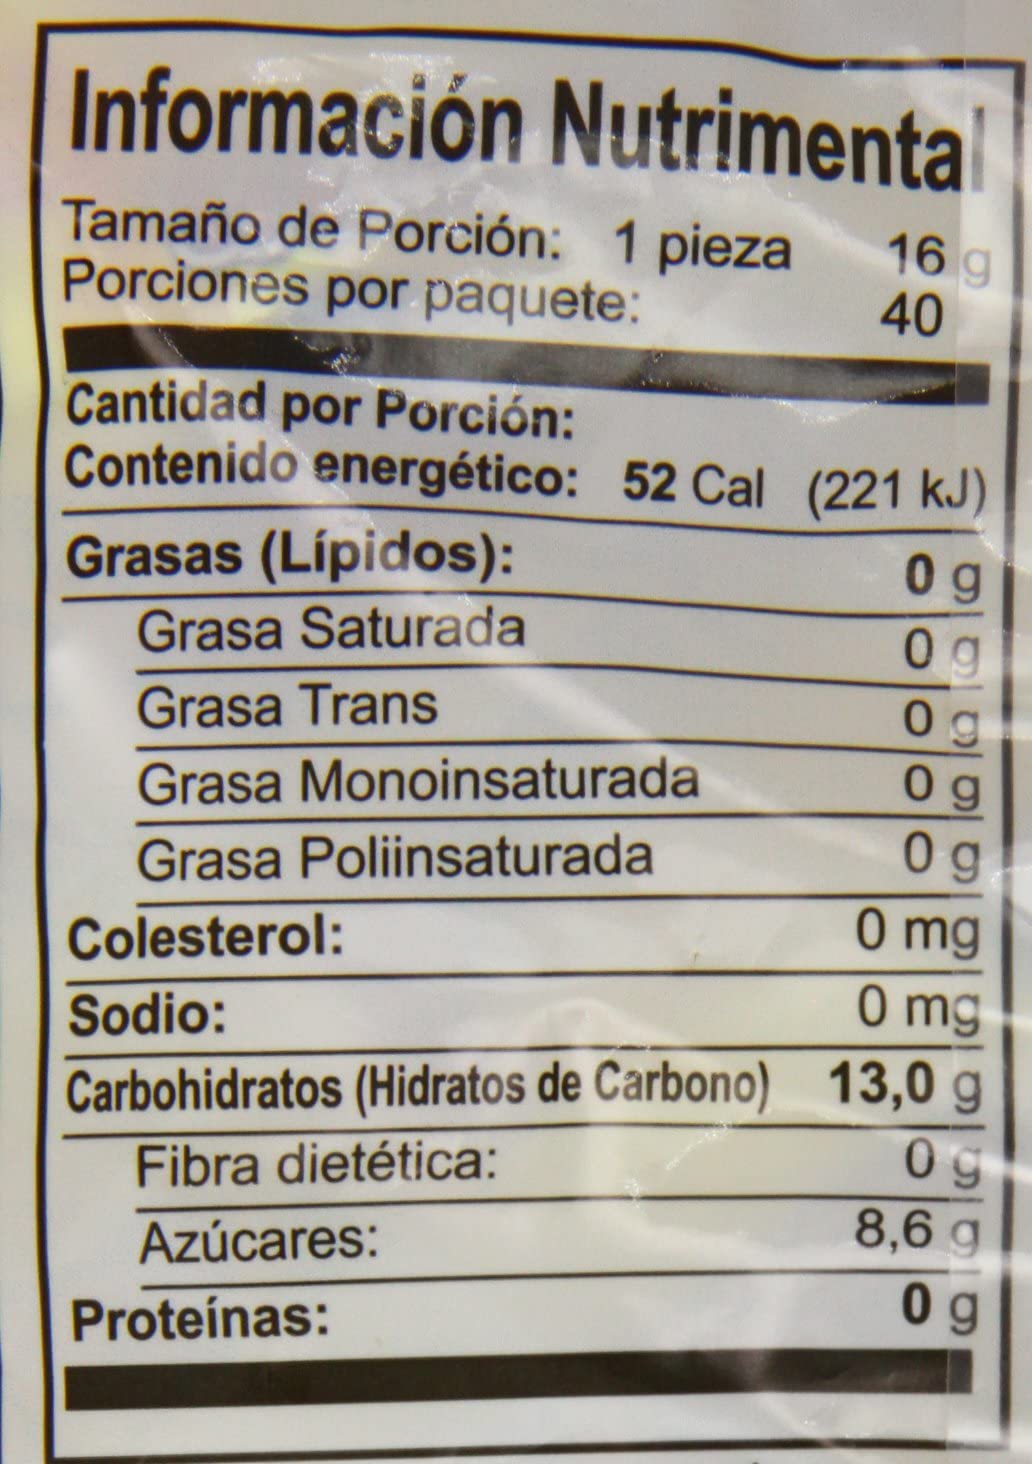 Información Nutrimental
Tamaño de Porción: 1 pieza 16 g
Porciones por paquete: 40
Cantidad por Porción:
Contenido energético: 52 Cal (221 kJ)
Grasas (Lípidos): 0 g
Grasa Saturada 0 g
Grasa Trans 0 g
Grasa Monoinsaturada 0 g
Grasa Poliinsaturada 0 g
Colesterol: 0 mg
Sodio: 0 mg
Carbohidratos (Hidratos de Carbono) 13,0 g
Fibra dietética: 0 g
Azúcares: 8,6 g
Proteínas: 0 g